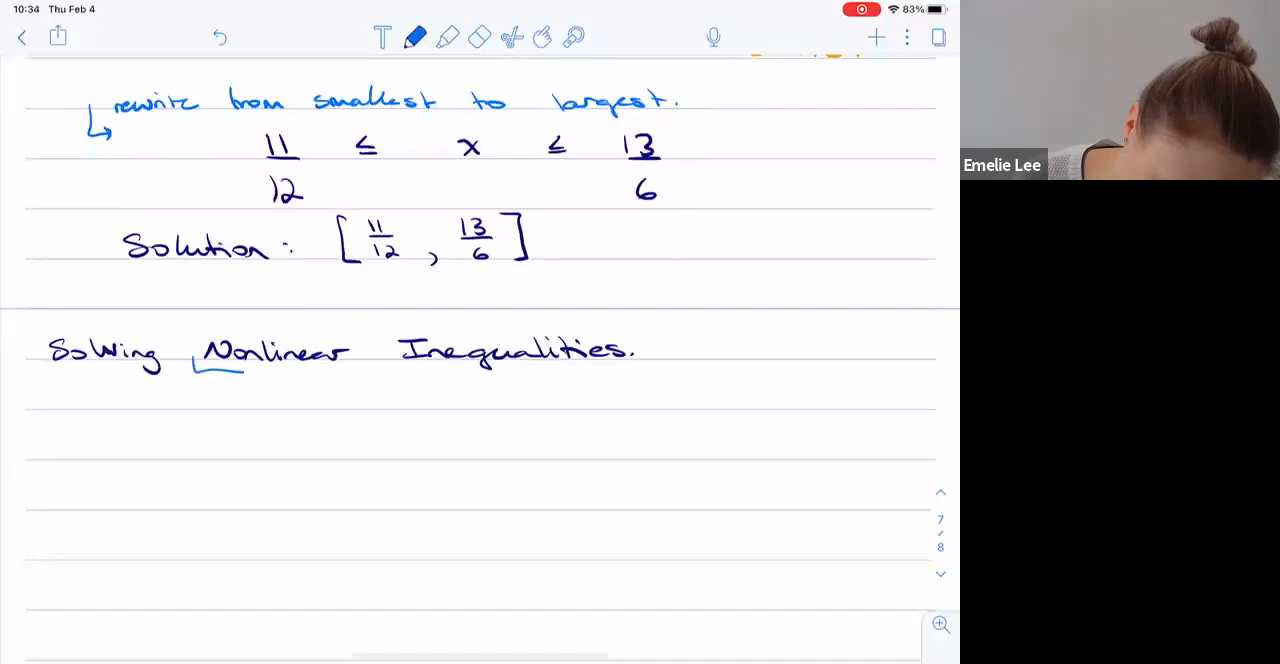 10:34 Thu Feb 4
83%
rewrite from smallest to largest.
11/12 ≤ x ≤ 13/6
Solution: [11/12, 13/6]
Solving Nonlinear Inequalities.
7/8
Emelie Lee